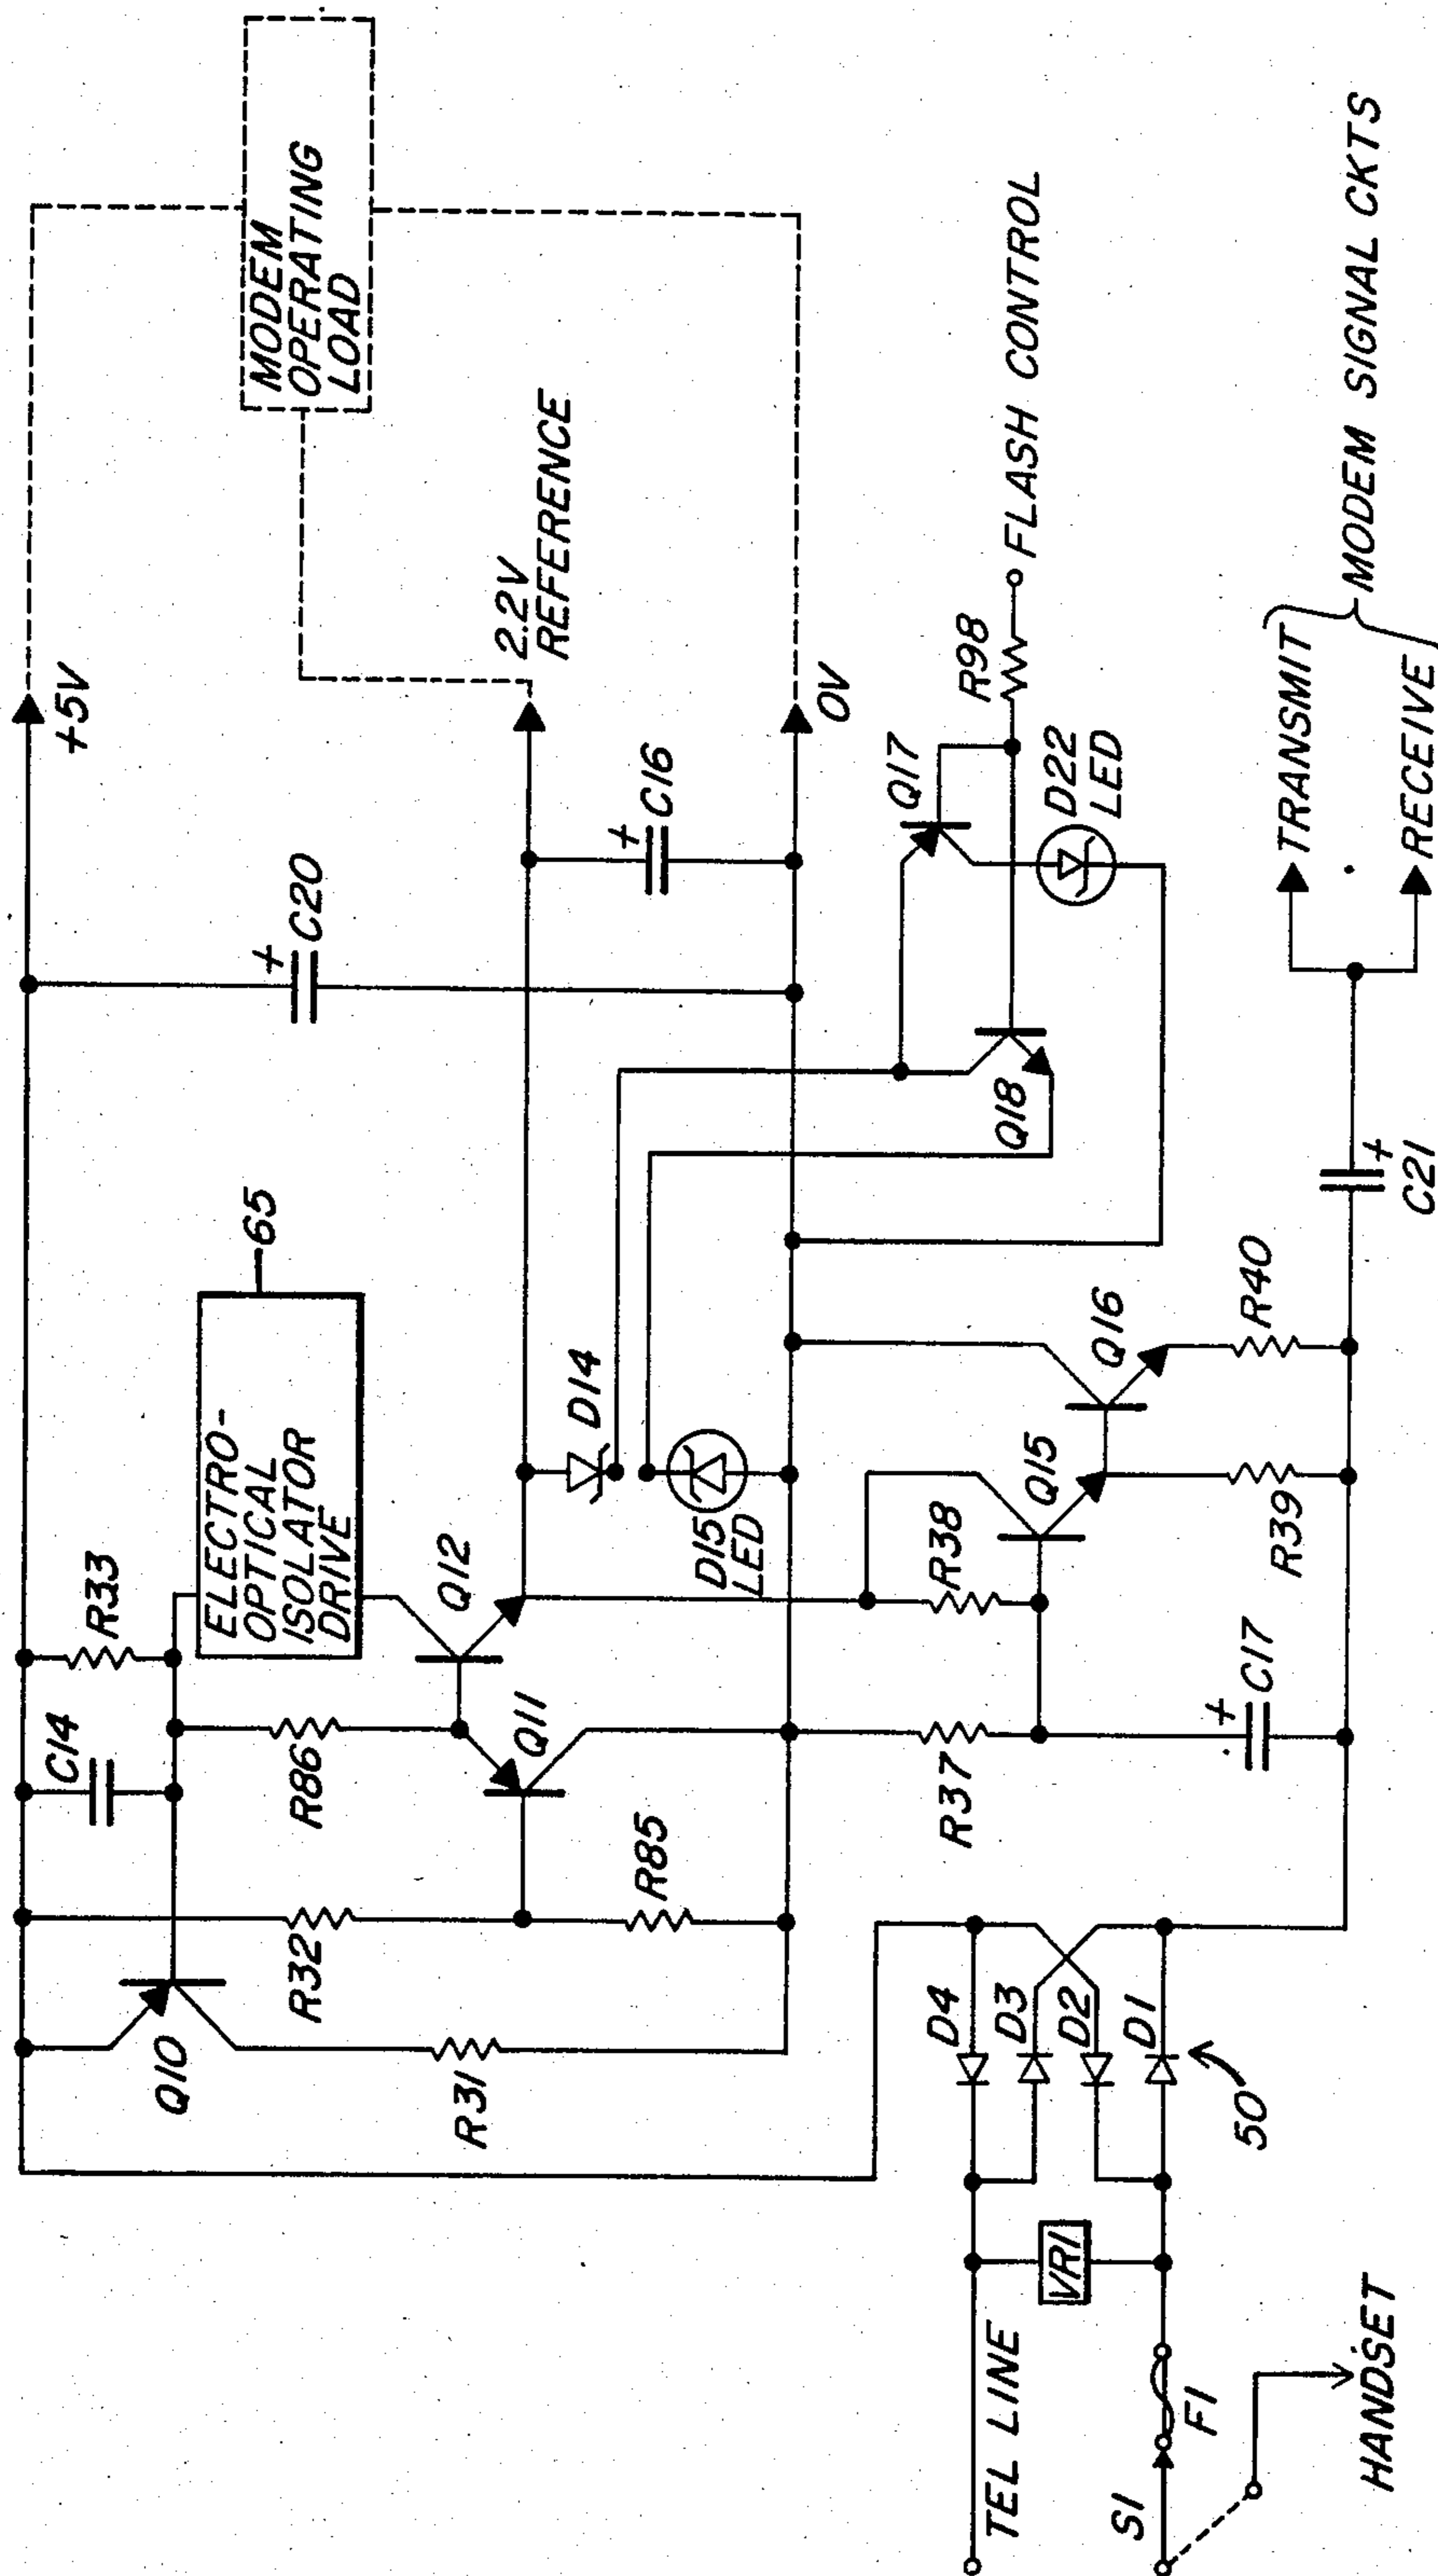 MODEM
OPERATING
LOAD
+5V
2.2V
REFERENCE
0V
C20
+
C16
+
65
ELECTRO-
OPTICAL
ISOLATOR
DRIVE
R33
C14
Q12
Q11
R86
R32
R85
Q10
R31
D14
D15
LED
Q17
Q18
D22
LED
R98
FLASH CONTROL
Q15
Q16
R38
R37
R39
R40
C17
+
C21
+
TRANSMIT
RECEIVE
MODEM SIGNAL CKTS
D4
D3
D2
D1
50
VR1
TEL LINE
S1
F1
HANDSET